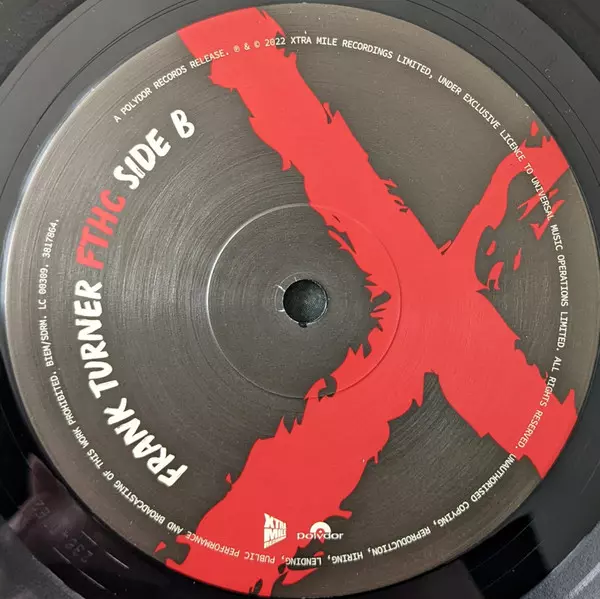 FRANK TURNER FTHC SIDE B
A POLYDOR RECORDS RELEASE. ℗ & © 2022 XTRA MILE RECORDINGS LIMITED, UNDER EXCLUSIVE LICENCE TO UNIVERSAL MUSIC OPERATIONS LIMITED. ALL RIGHTS RESERVED. UNAUTHORISED COPYING, REPRODUCTION, HIRING, LENDING, PUBLIC PERFORMANCE AND BROADCASTING OF THIS WORK PROHIBITED. BIEM/SDRM. LC 00309. 3817864.
XTRA
MILE
polydor